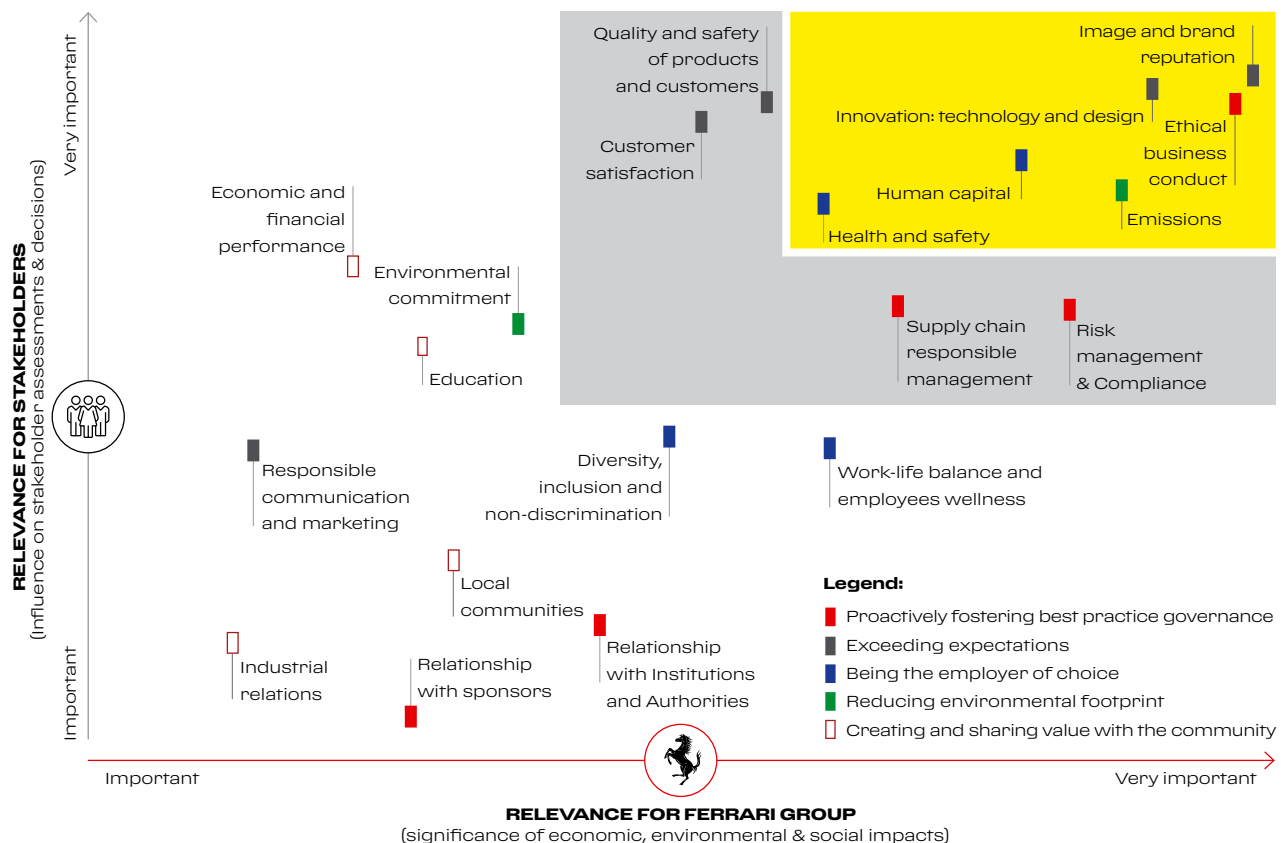 Very important
RELEVANCE FOR STAKEHOLDERS
(Influence on stakeholder assessments & decisions)
Important
Quality and safety
of products
and customers
Customer
satisfaction
Image and brand
reputation
Innovation: technology and design
Ethical
business
conduct
Human capital
Emissions
Health and safety
Economic and
financial
performance
Environmental
commitment
Education
Supply chain
responsible
management
Risk
management
& Compliance
Responsible
communication
and marketing
Diversity,
inclusion and
non-discrimination
Work-life balance and
employees wellness
Local
communities
Industrial
relations
Relationship
with sponsors
Relationship
with Institutions
and Authorities
Legend:
Proactively fostering best practice governance
Exceeding expectations
Being the employer of choice
Reducing environmental footprint
Creating and sharing value with the community
Important
Very important
RELEVANCE FOR FERRARI GROUP
(significance of economic, environmental & social impacts)